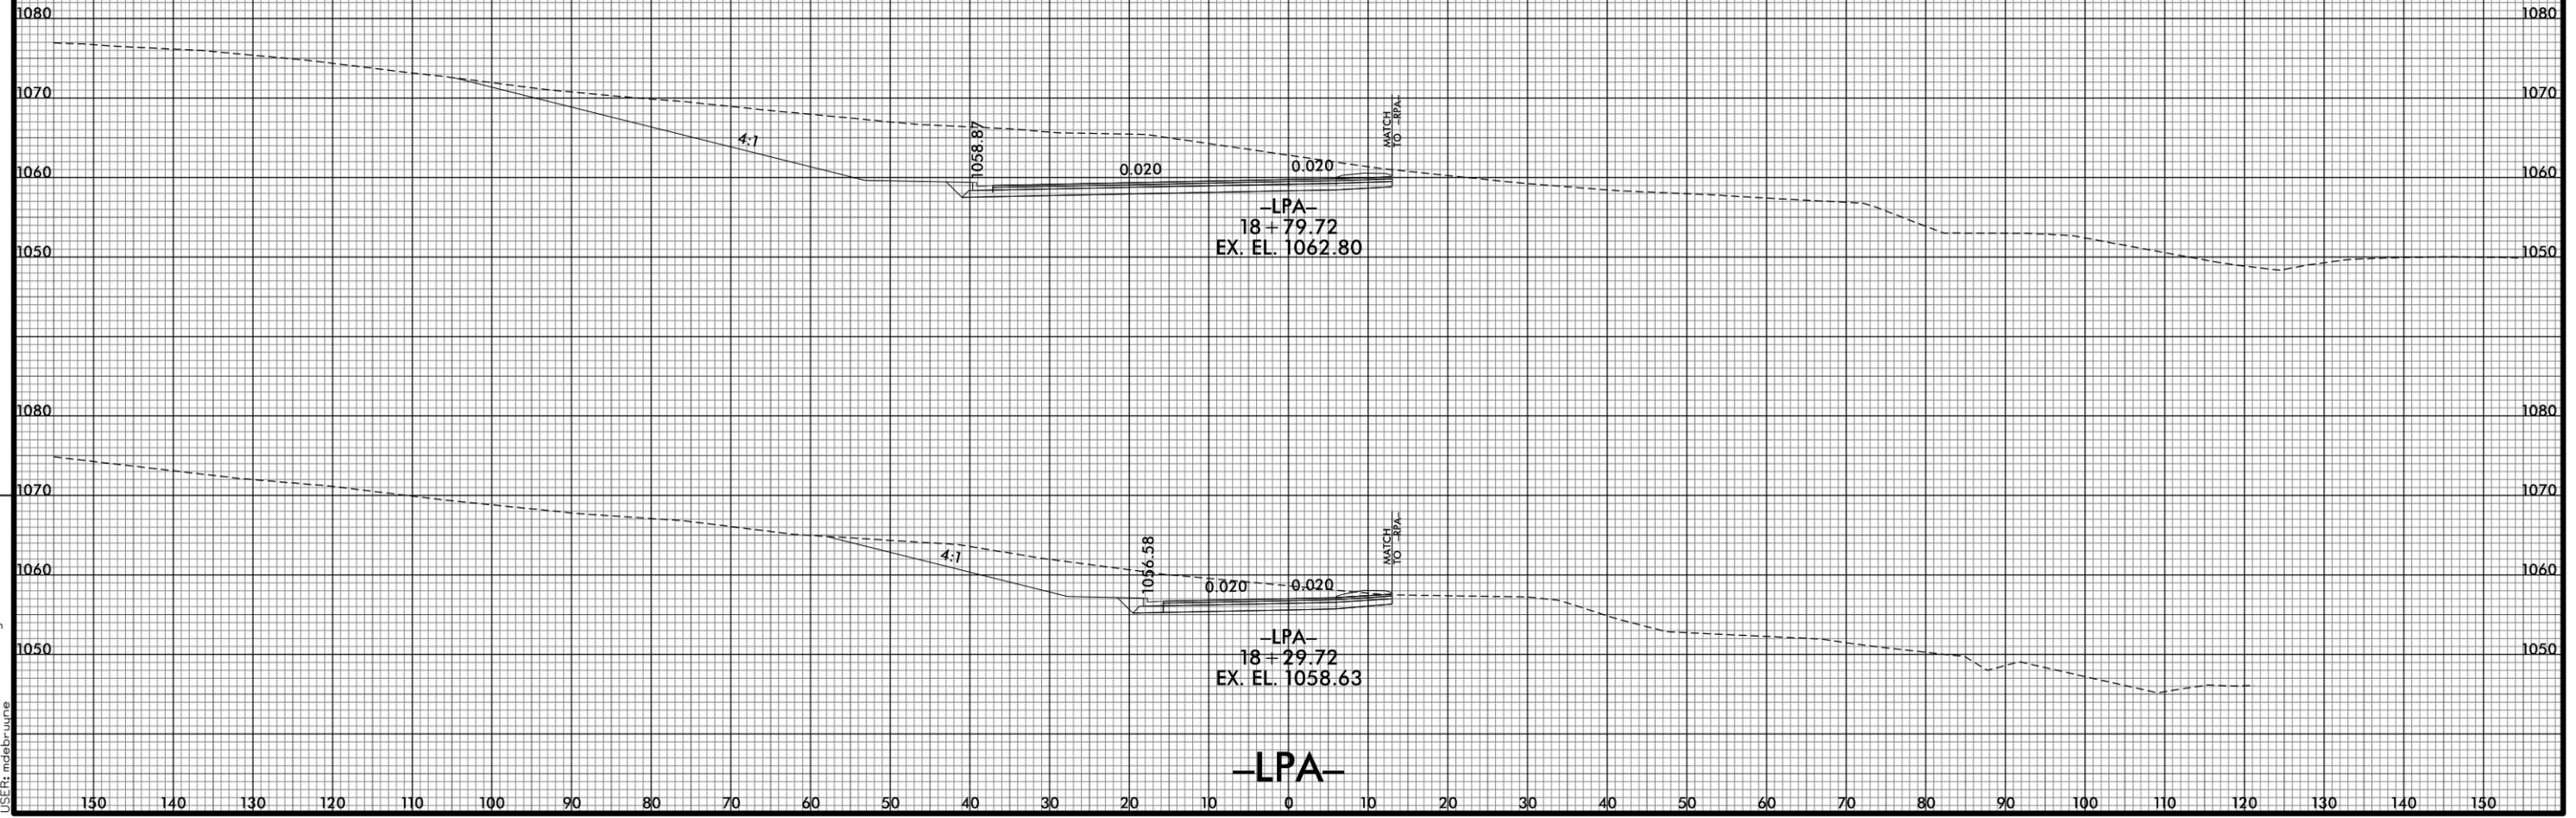 1080 1080
1070 1070
MATCH
TO -RPA-
4:1
1058.87
0.020 0.020
1060 1060
-LPA-
18+79.72
EX. EL. 1062.80
1050 1050
1080 1080
1070 1070
MATCH
TO -RPA-
4:1
1056.58
1060 1060
0.020 0.020
-LPA-
18+29.72
EX. EL. 1058.63
1050 1050
USER: mdebruyne
-LPA-
150 140 130 120 110 100 90 80 70 60 50 40 30 20 10 0 10 20 30 40 50 60 70 80 90 100 110 120 130 140 150